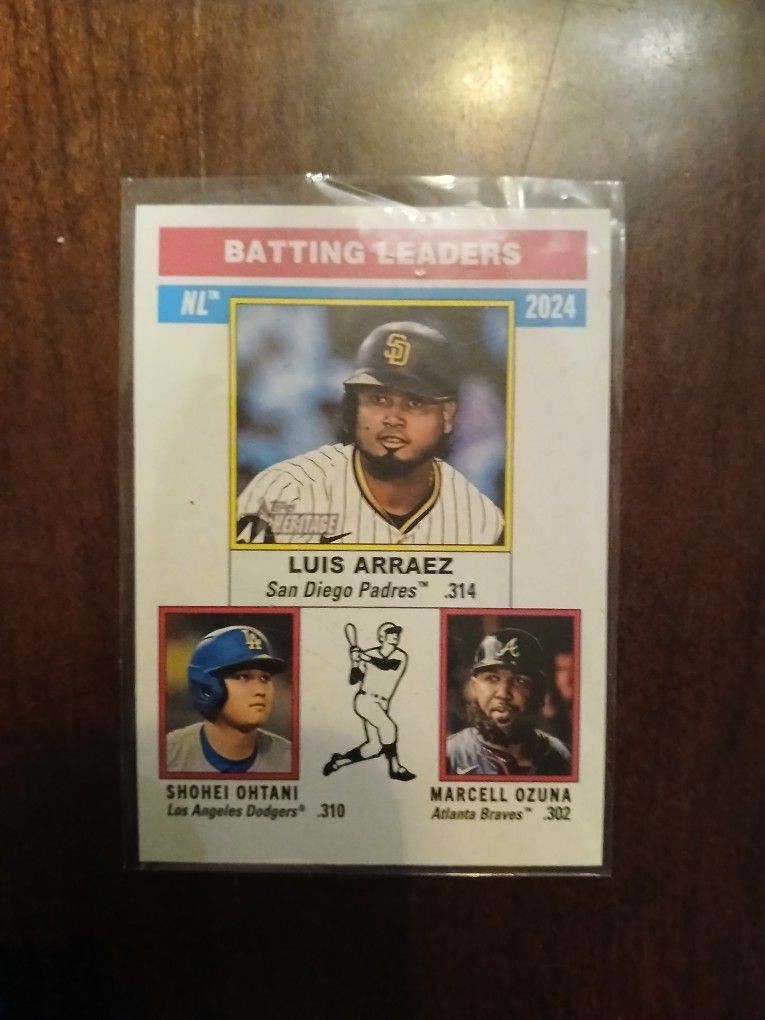 BATTING LEADERS
NL™ 2024
SD
Topps
HERITAGE
LUIS ARRAEZ
San Diego Padres™ .314
LA
A
SHOHEI OHTANI
Los Angeles Dodgers® .310
MARCELL OZUNA
Atlanta Braves™ .302